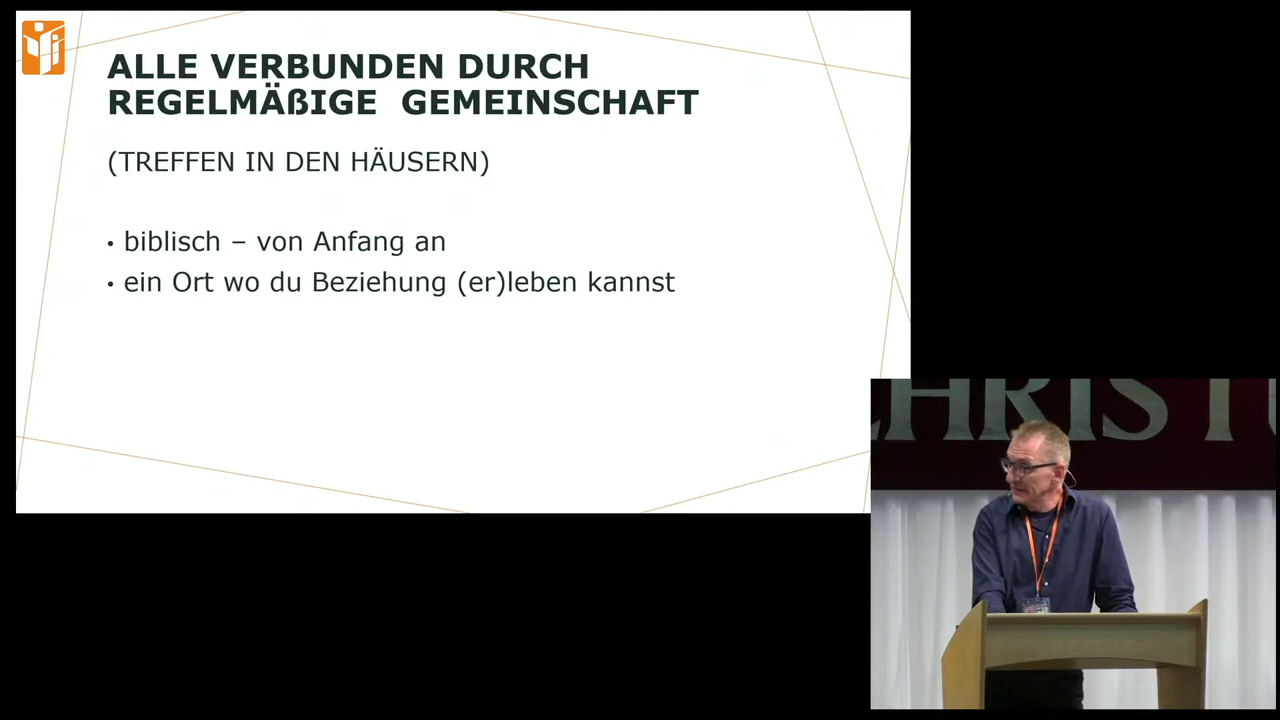 ALLE VERBUNDEN DURCH
REGELMÄßIGE GEMEINSCHAFT
(TREFFEN IN DEN HÄUSERN)
• biblisch – von Anfang an
• ein Ort wo du Beziehung (er)leben kannst
CHRISTU